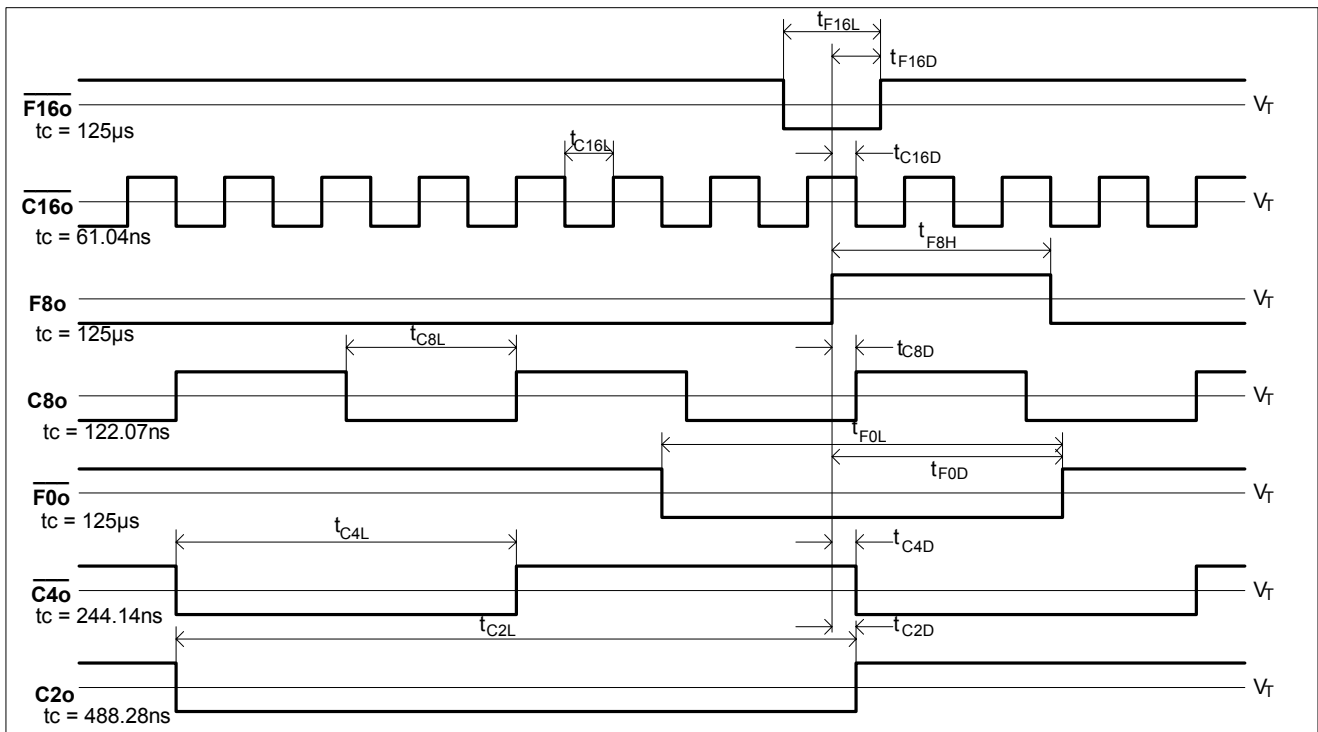 tF16L
tF16D
F16o
tc = 125µs
VT
tC16L
tC16D
C16o
tc = 61.04ns
VT
tF8H
F8o
tc = 125µs
VT
tC8L
tC8D
C8o
tc = 122.07ns
VT
tF0L
tF0D
F0o
tc = 125µs
VT
tC4L
tC4D
C4o
tc = 244.14ns
VT
tC2L
tC2D
C2o
tc = 488.28ns
VT